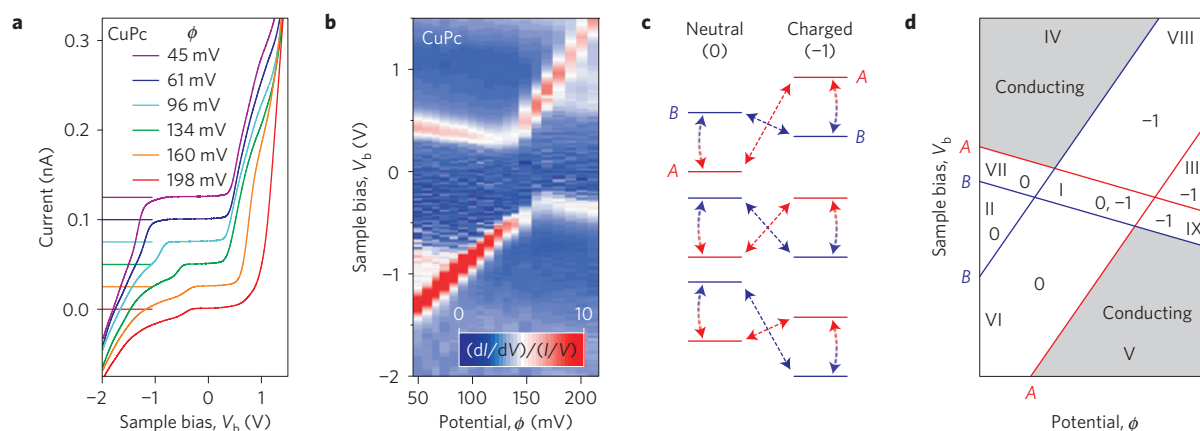 a
CuPc
ϕ
45 mV
61 mV
96 mV
134 mV
160 mV
198 mV
0.3
0.2
0.1
0.0
Current (nA)
−2
−1
0
1
Sample bias, Vb (V)
b
CuPc
1
0
−1
−2
Sample bias, Vb (V)
0
10
(dI/dV)/(I/V)
50
100
150
200
Potential, ϕ (mV)
c
Neutral
(0)
Charged
(−1)
A
B
B
A
d
IV
VIII
Conducting
−1
A
VII
0
I
III
B
0, −1
−1
II
−1
IX
0
B
0
Conducting
VI
V
A
Sample bias, Vb
Potential, ϕ